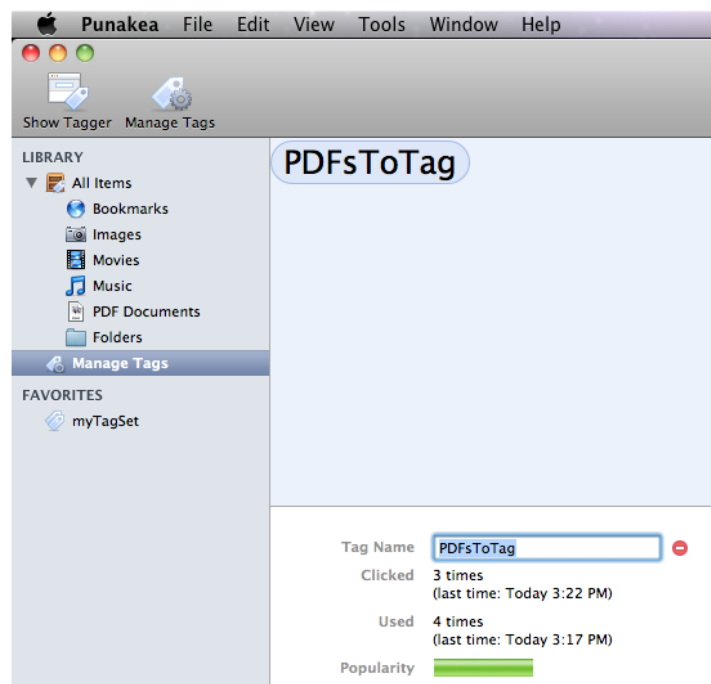 Punakea File Edit View Tools Window Help
Show Tagger Manage Tags
LIBRARY
All Items
Bookmarks
Images
Movies
Music
PDF Documents
Folders
Manage Tags
FAVORITES
myTagSet
PDFsToTag
Tag Name PDFsToTag
Clicked 3 times
(last time: Today 3:22 PM)
Used 4 times
(last time: Today 3:17 PM)
Popularity